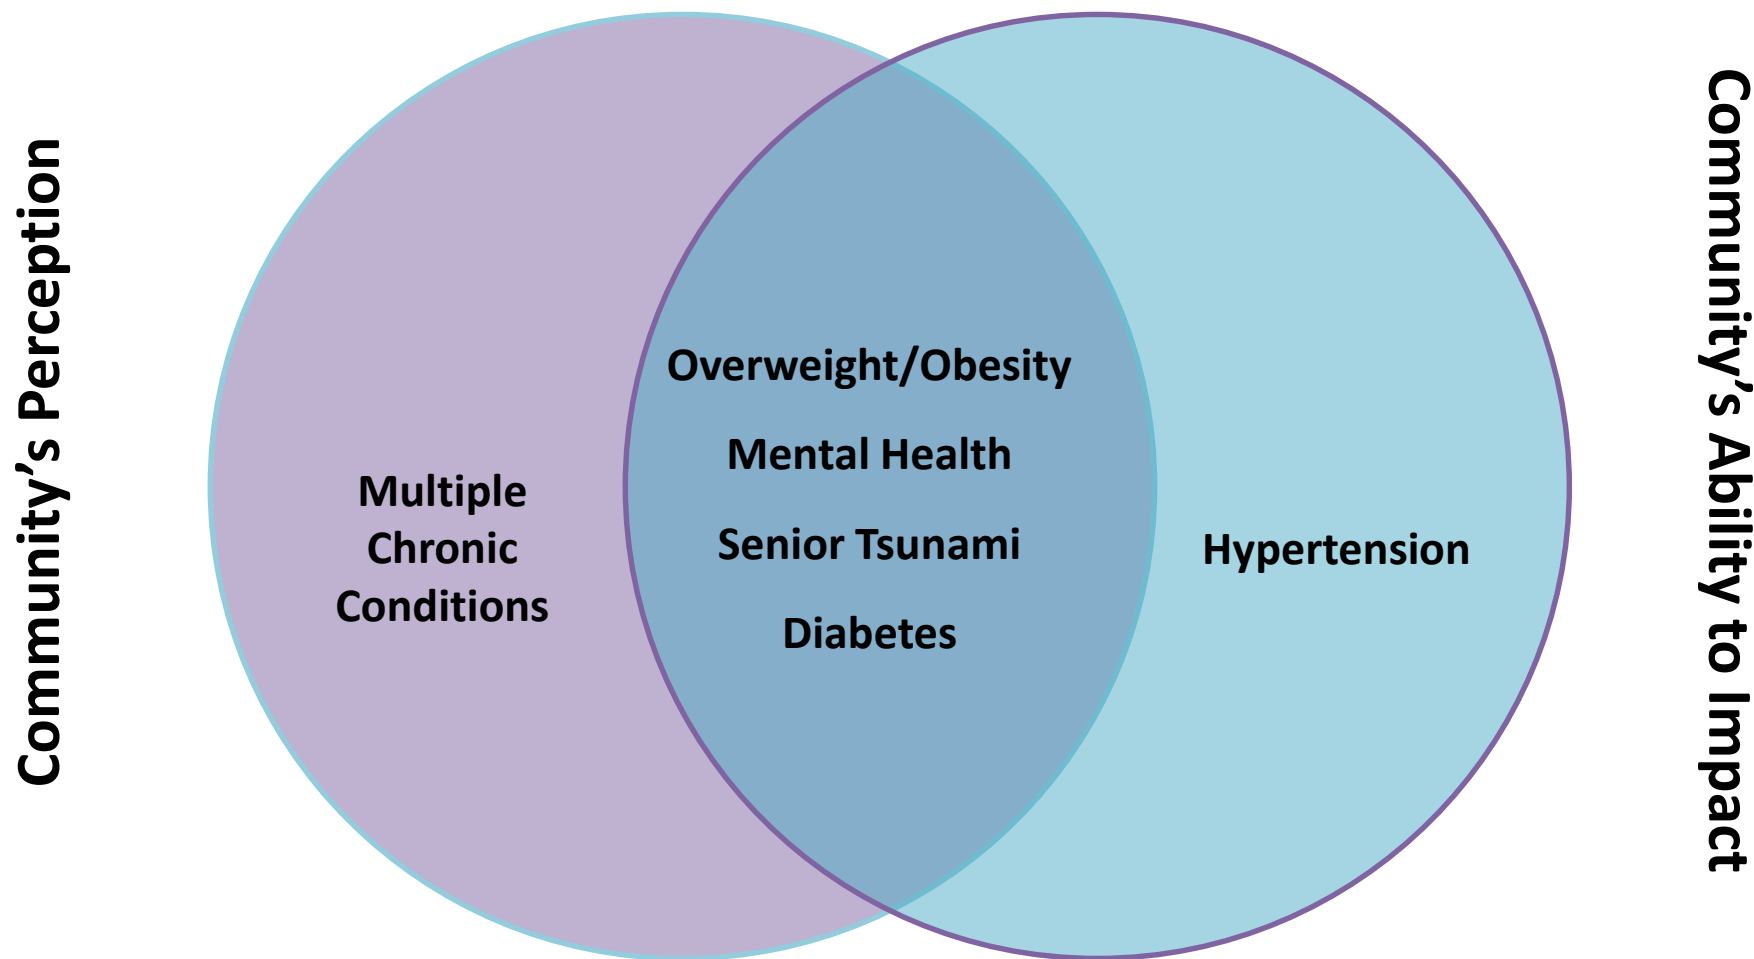 Community’s Perception
Multiple
Chronic
Conditions
Overweight/Obesity
Mental Health
Senior Tsunami
Diabetes
Hypertension
Community’s Ability to Impact